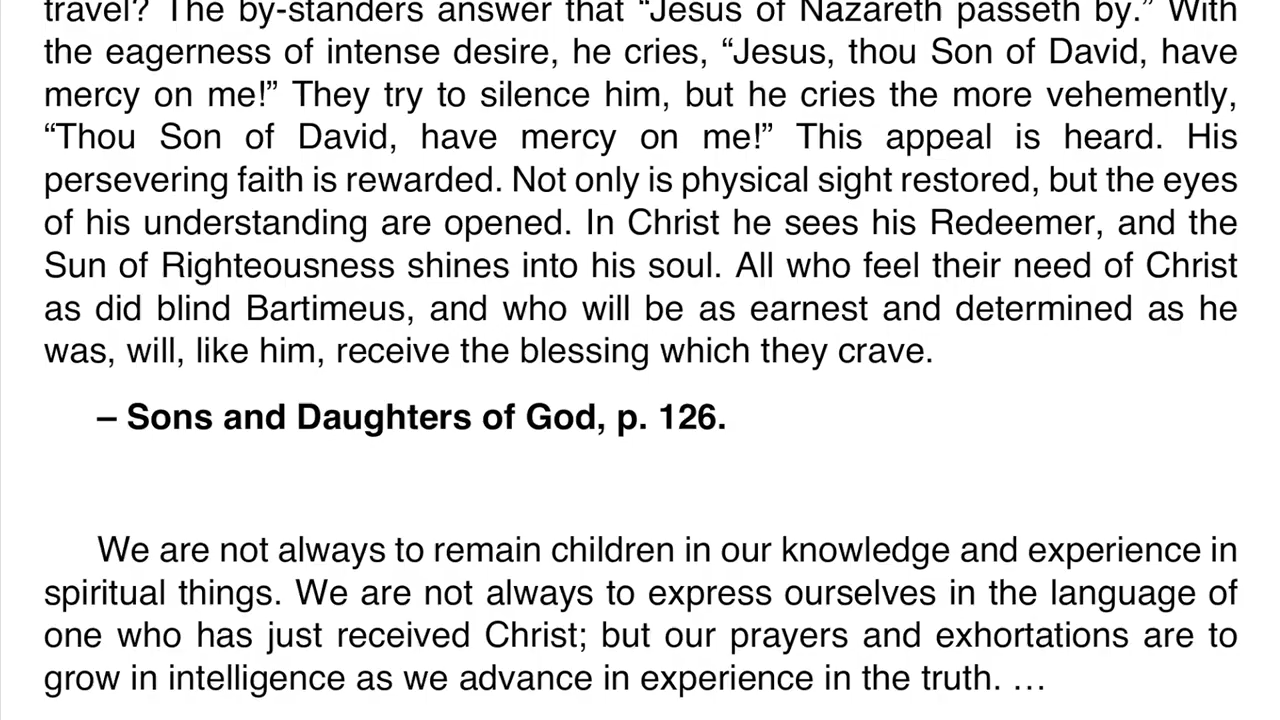 travel? The by-standers answer that “Jesus of Nazareth passeth by.” With
the eagerness of intense desire, he cries, “Jesus, thou Son of David, have
mercy on me!” They try to silence him, but he cries the more vehemently,
“Thou Son of David, have mercy on me!” This appeal is heard. His
persevering faith is rewarded. Not only is physical sight restored, but the eyes
of his understanding are opened. In Christ he sees his Redeemer, and the
Sun of Righteousness shines into his soul. All who feel their need of Christ
as did blind Bartimeus, and who will be as earnest and determined as he
was, will, like him, receive the blessing which they crave.
– Sons and Daughters of God, p. 126.
We are not always to remain children in our knowledge and experience in
spiritual things. We are not always to express ourselves in the language of
one who has just received Christ; but our prayers and exhortations are to
grow in intelligence as we advance in experience in the truth. …